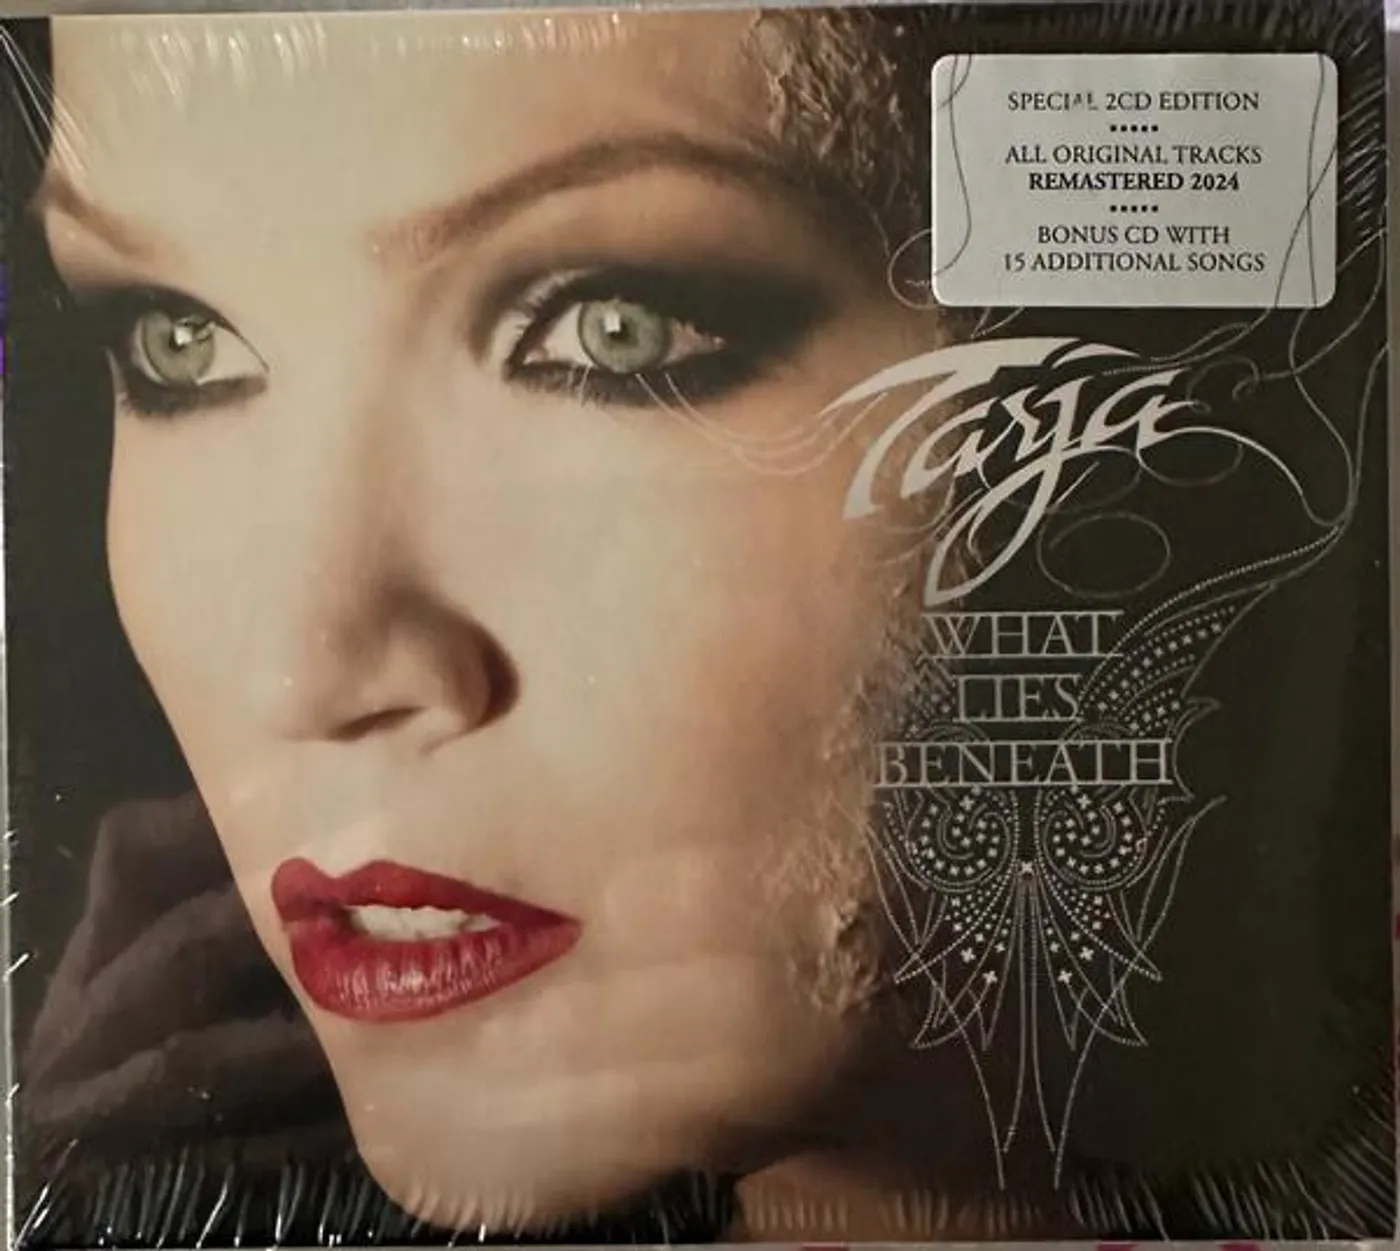 SPECIAL 2CD EDITION
ALL ORIGINAL TRACKS
REMASTERED 2024
BONUS CD WITH
15 ADDITIONAL SONGS
Tarja
WHAT
LIES
BENEATH